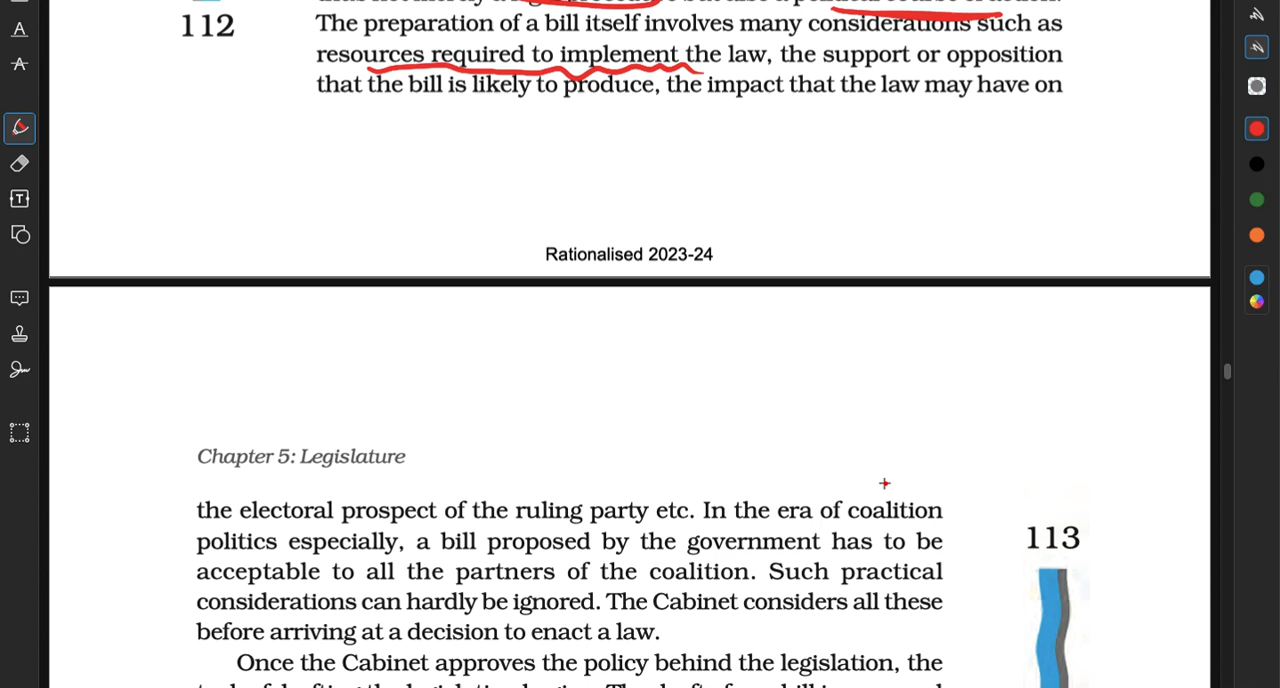 112
The preparation of a bill itself involves many considerations such as
resources required to implement the law, the support or opposition
that the bill is likely to produce, the impact that the law may have on
Rationalised 2023-24
Chapter 5: Legislature
the electoral prospect of the ruling party etc. In the era of coalition
politics especially, a bill proposed by the government has to be
acceptable to all the partners of the coalition. Such practical
considerations can hardly be ignored. The Cabinet considers all these
before arriving at a decision to enact a law.
113
Once the Cabinet approves the policy behind the legislation, the